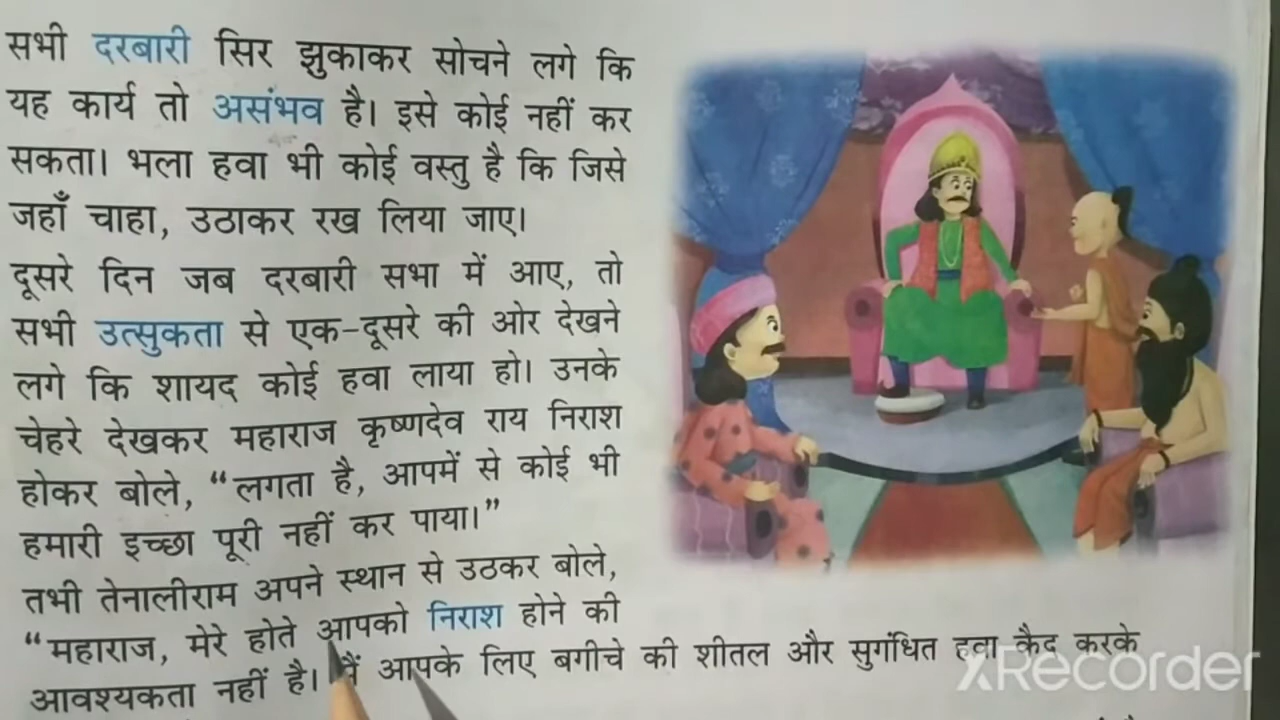 सभी दरबारी सिर झुकाकर सोचने लगे कि
यह कार्य तो असंभव है। इसे कोई नहीं कर
सकता। भला हवा भी कोई वस्तु है कि जिसे
जहाँ चाहा, उठाकर रख लिया जाए।
दूसरे दिन जब दरबारी सभा में आए, तो
सभी उत्सुकता से एक-दूसरे की ओर देखने
लगे कि शायद कोई हवा लाया हो। उनके
चेहरे देखकर महाराज कृष्णदेव राय निराश
होकर बोले, “लगता है, आपमें से कोई भी
हमारी इच्छा पूरी नहीं कर पाया।”
तभी तेनालीराम अपने स्थान से उठकर बोले,
“महाराज, मेरे होते आपको निराश होने की
आवश्यकता नहीं है। मैं आपके लिए बगीचे की शीतल और सुगंधित हवा कैद करके
XRecorder